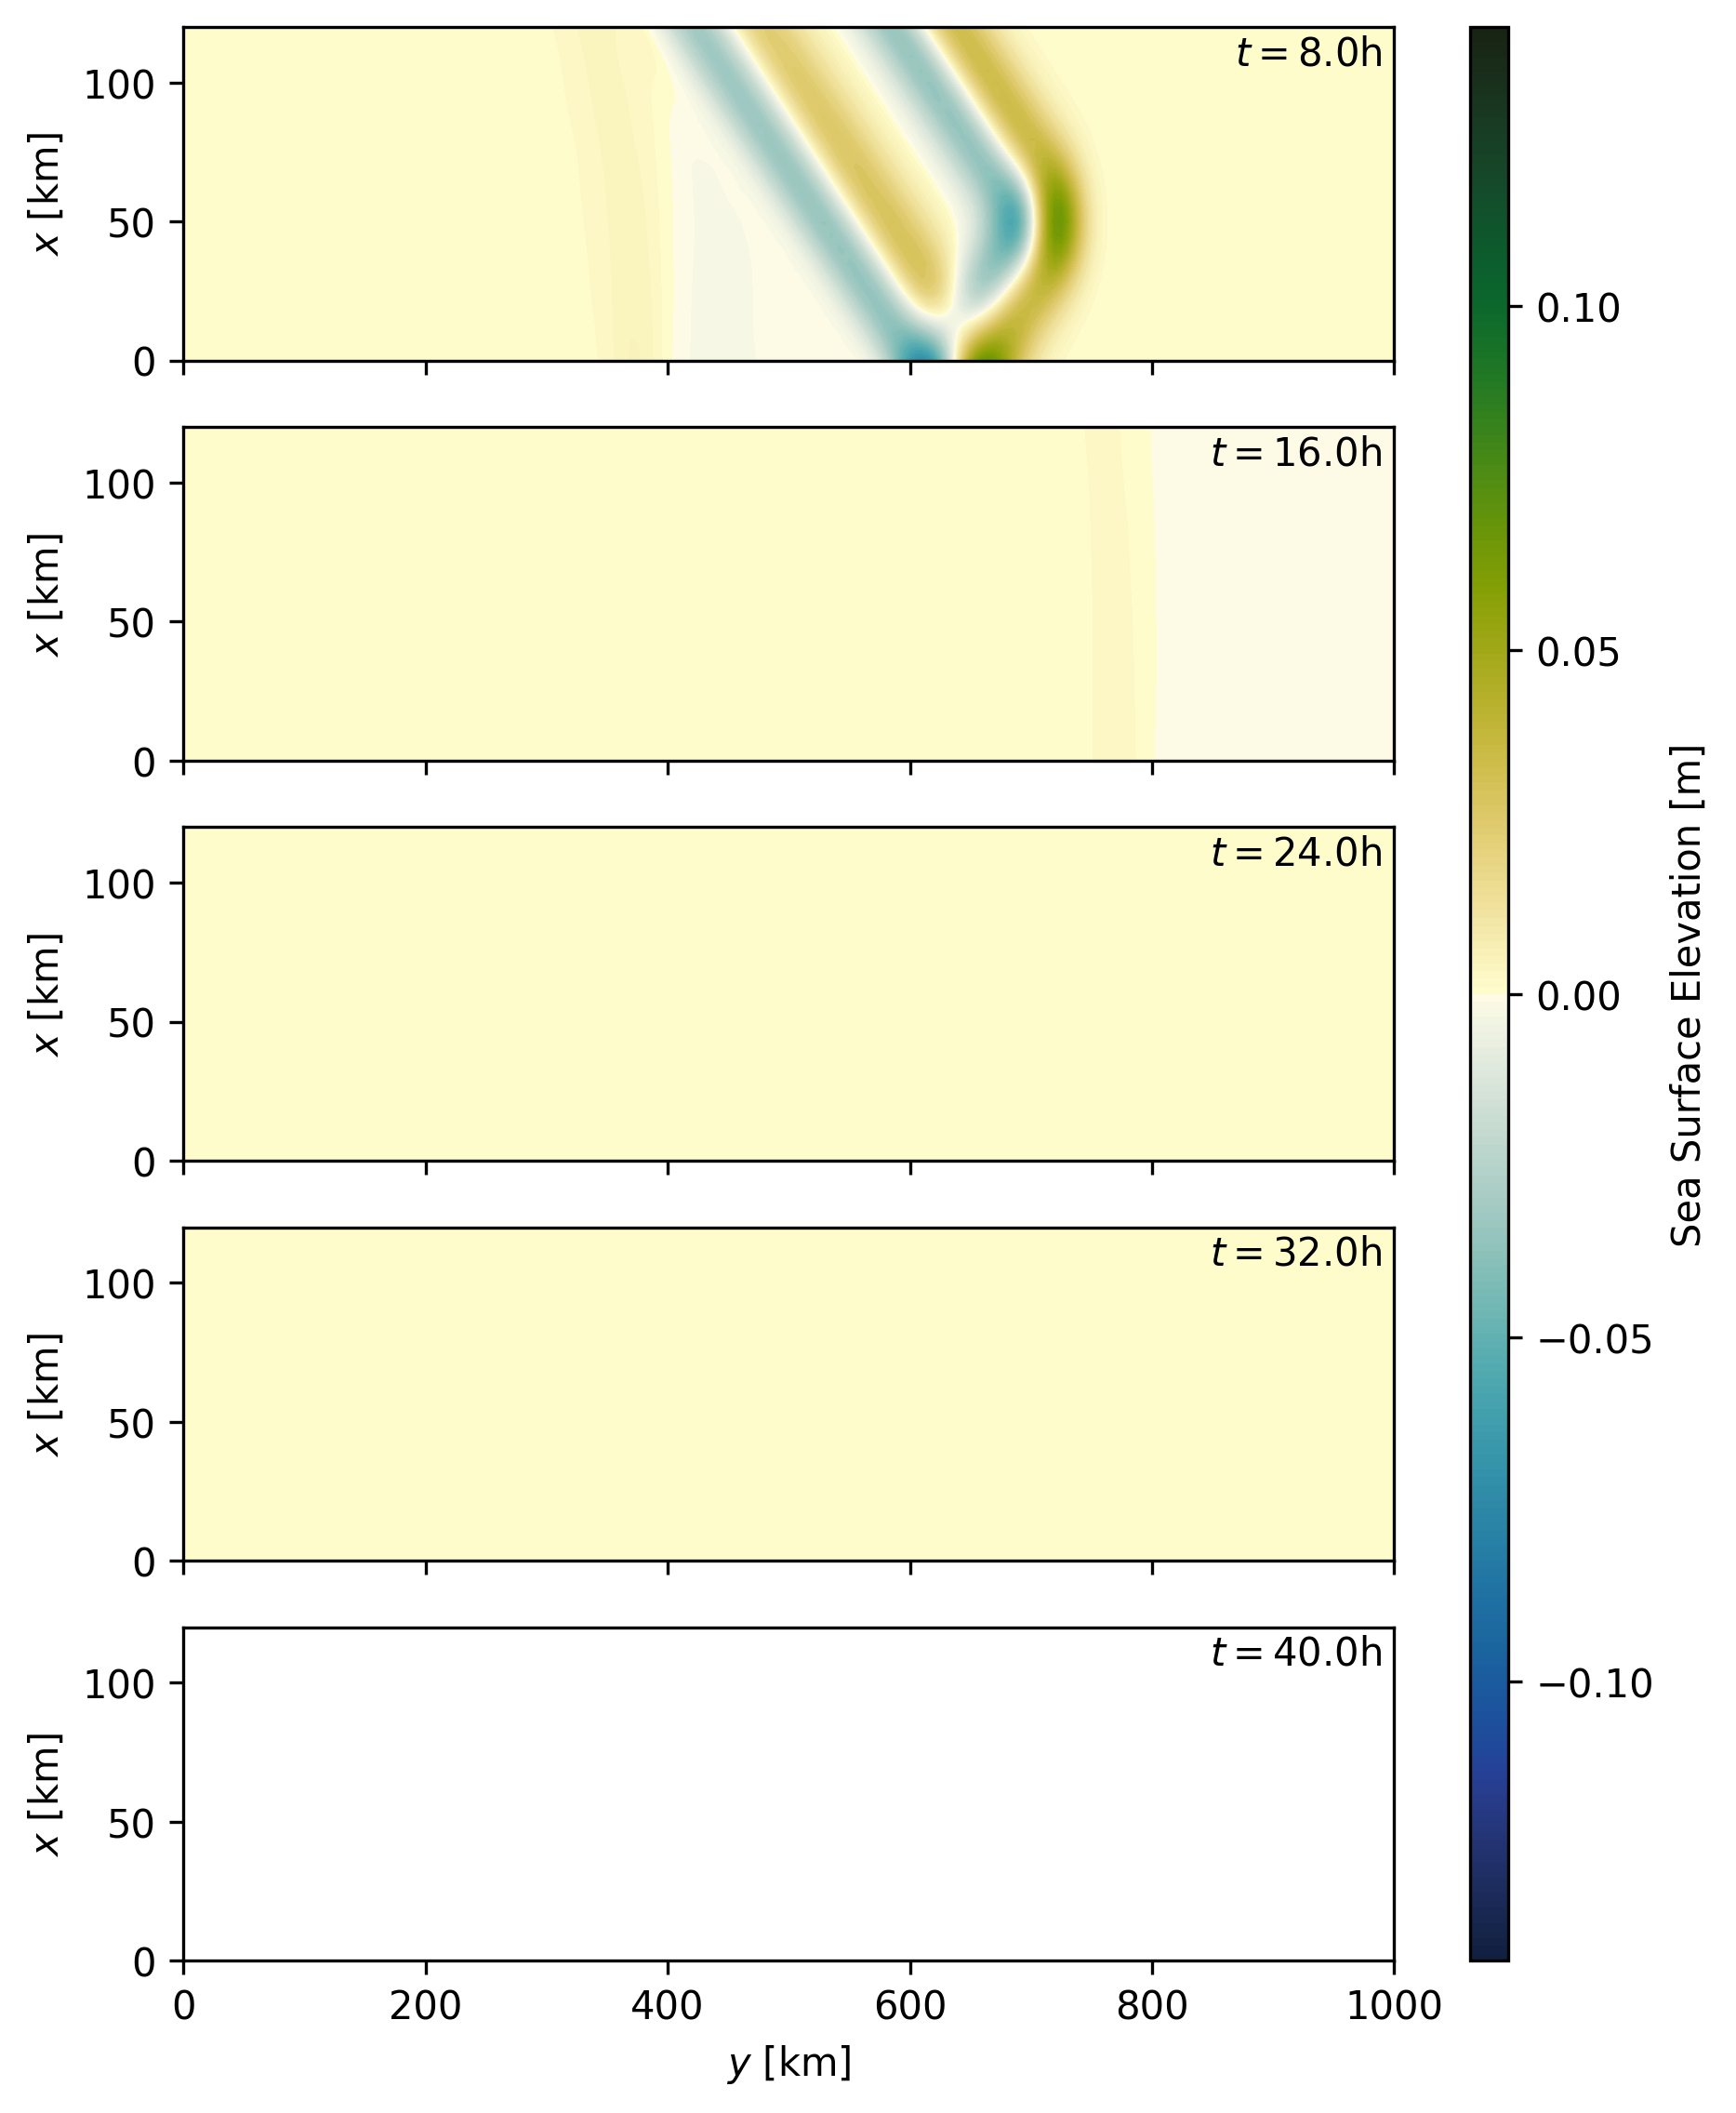 t = 8.0h
100
50
0
x [km]
t = 16.0h
100
50
0
x [km]
t = 24.0h
100
50
0
x [km]
t = 32.0h
100
50
0
x [km]
t = 40.0h
100
50
0
x [km]
0 200 400 600 800 1000
y [km]
0.10
0.05
0.00
−0.05
−0.10
Sea Surface Elevation [m]